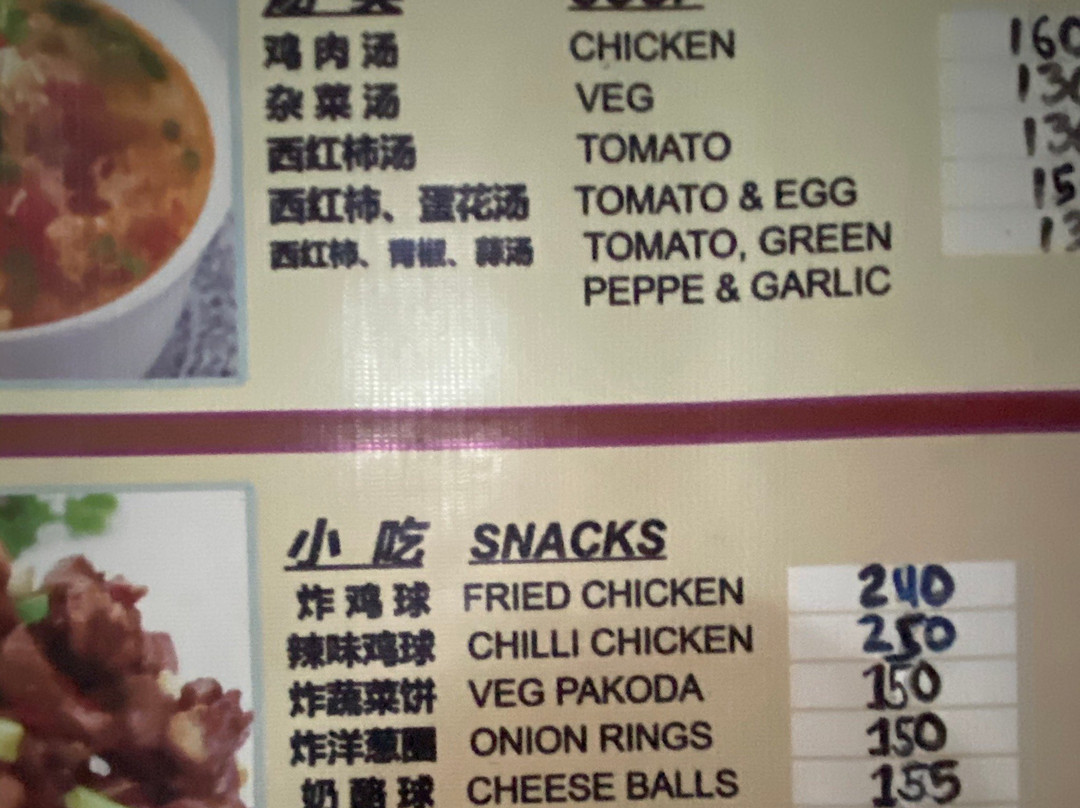 鸡肉汤 CHICKEN 160
杂菜汤 VEG
西红柿汤 TOMATO
西红柿、蛋花汤 TOMATO & EGG
西红柿、青椒、蒜汤 TOMATO, GREEN
PEPPE & GARLIC
小吃 SNACKS
炸鸡球 FRIED CHICKEN 240
辣味鸡球 CHILLI CHICKEN 250
炸蔬菜饼 VEG PAKODA 150
炸洋葱圈 ONION RINGS 150
奶酪球 CHEESE BALLS 155